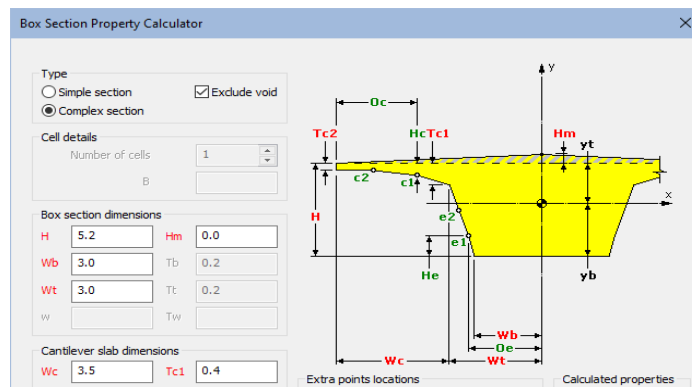 Box Section Property Calculator
Type
Simple section
Exclude void
Complex section
Cell details
Number of cells 1
B
Box section dimensions
H 5.2 Hm 0.0
Wb 3.0 Tb 0.2
Wt 3.0 Tt 0.2
w Tw
Cantilever slab dimensions
Wc 3.5 Tc1 0.4
y
Oc
Tc2 Hc Tc1 Hm
yt
c2 c1
x
H
e2
e1
He
yb
Wb
Oe
Wc Wt
Extra points locations
Calculated properties